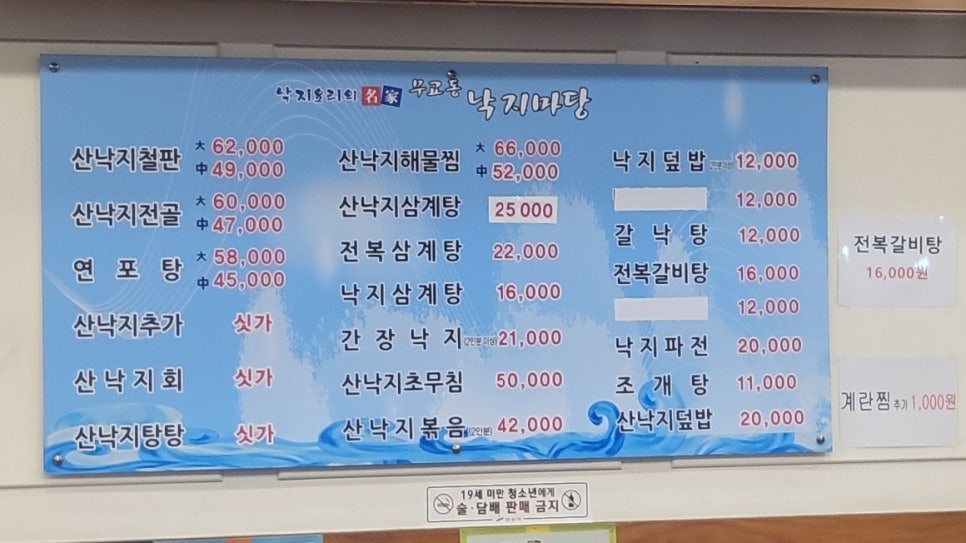 낙지요리의 名家 무교동 낙지마당
산낙지철판 大 62,000
中 49,000
산낙지전골 大 60,000
中 47,000
연포탕 大 58,000
中 45,000
산낙지추가 싯가
산낙지회 싯가
산낙지탕탕 싯가
산낙지해물찜 大 66,000
中 52,000
산낙지삼계탕 25000
전복삼계탕 22,000
낙지삼계탕 16,000
간장낙지 (2인분이상) 21,000
산낙지초무침 50,000
산낙지볶음 (2인분) 42,000
낙지덮밥 (2인분이상) 12,000
12,000
갈낙탕 12,000
전복갈비탕 16,000
12,000
낙지파전 20,000
조개탕 11,000
산낙지덮밥 20,000
전복갈비탕
16,000원
계란찜 추가 1,000원
19세 미만 청소년에게
술·담배 판매 금지